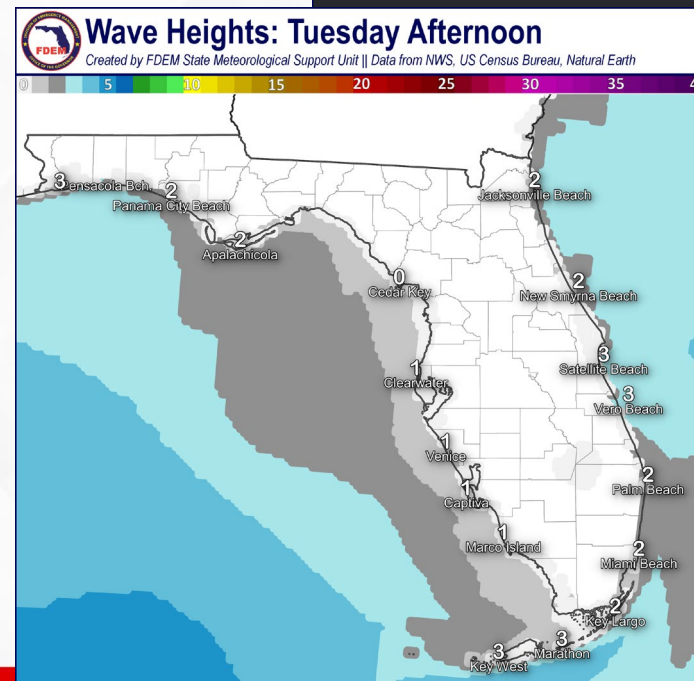 Wave Heights: Tuesday Afternoon
FDEM
Created by FDEM State Meteorological Support Unit || Data from NWS, US Census Bureau, Natural Earth
0 5 10 15 20 25 30 35 4
3
Pensacola Bch.
2
Panama City Beach
2
Apalachicola
0
Cedar Key
1
Clearwater
1
Venice
1
Captiva
1
Marco Island
3
Key West
3
Marathon
2
Key Largo
2
Miami Beach
2
Palm Beach
3
Vero Beach
3
Satellite Beach
2
New Smyrna Beach
2
Jacksonville Beach